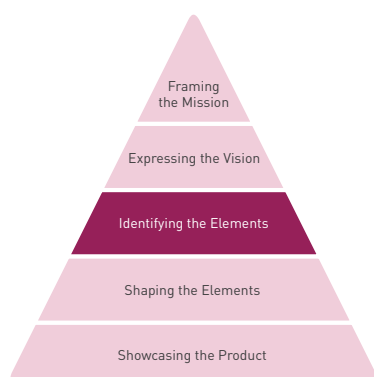 Framing
the Mission
Expressing the Vision
Identifying the Elements
Shaping the Elements
Showcasing the Product